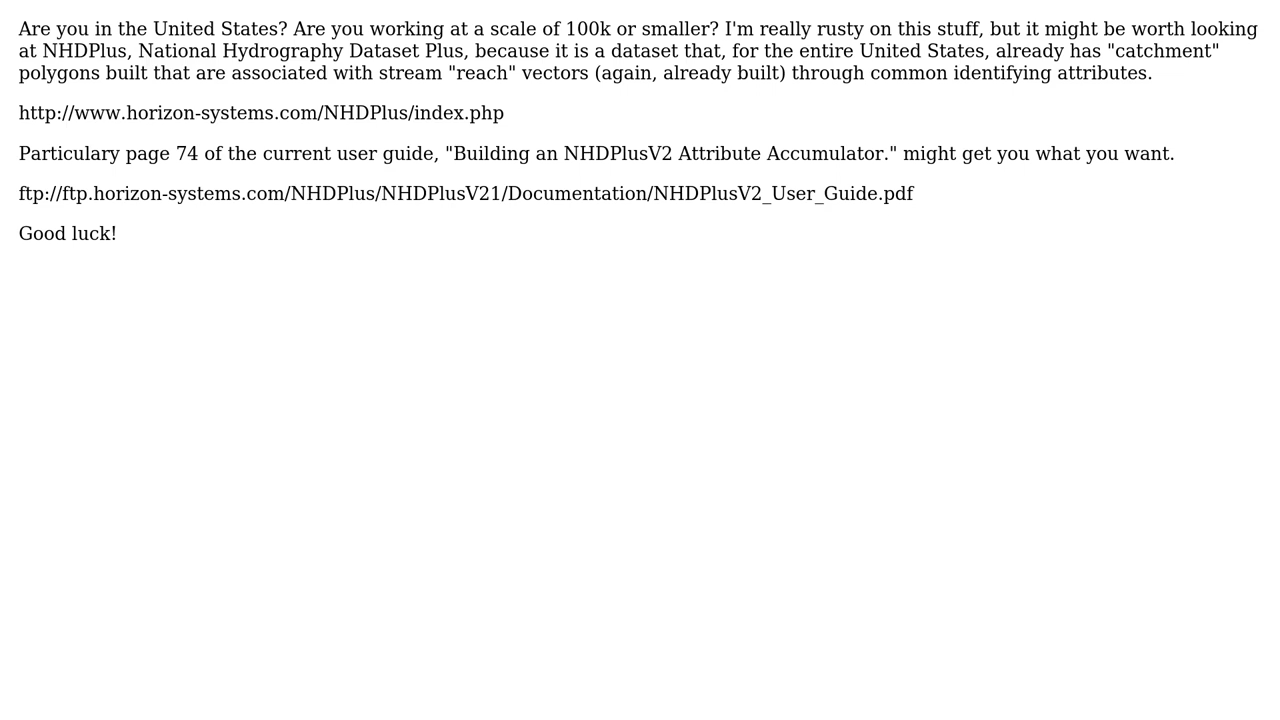 Are you in the United States? Are you working at a scale of 100k or smaller? I'm really rusty on this stuff, but it might be worth looking
at NHDPlus, National Hydrography Dataset Plus, because it is a dataset that, for the entire United States, already has "catchment"
polygons built that are associated with stream "reach" vectors (again, already built) through common identifying attributes.
http://www.horizon-systems.com/NHDPlus/index.php
Particulary page 74 of the current user guide, "Building an NHDPlusV2 Attribute Accumulator." might get you what you want.
ftp://ftp.horizon-systems.com/NHDPlus/NHDPlusV21/Documentation/NHDPlusV2_User_Guide.pdf
Good luck!